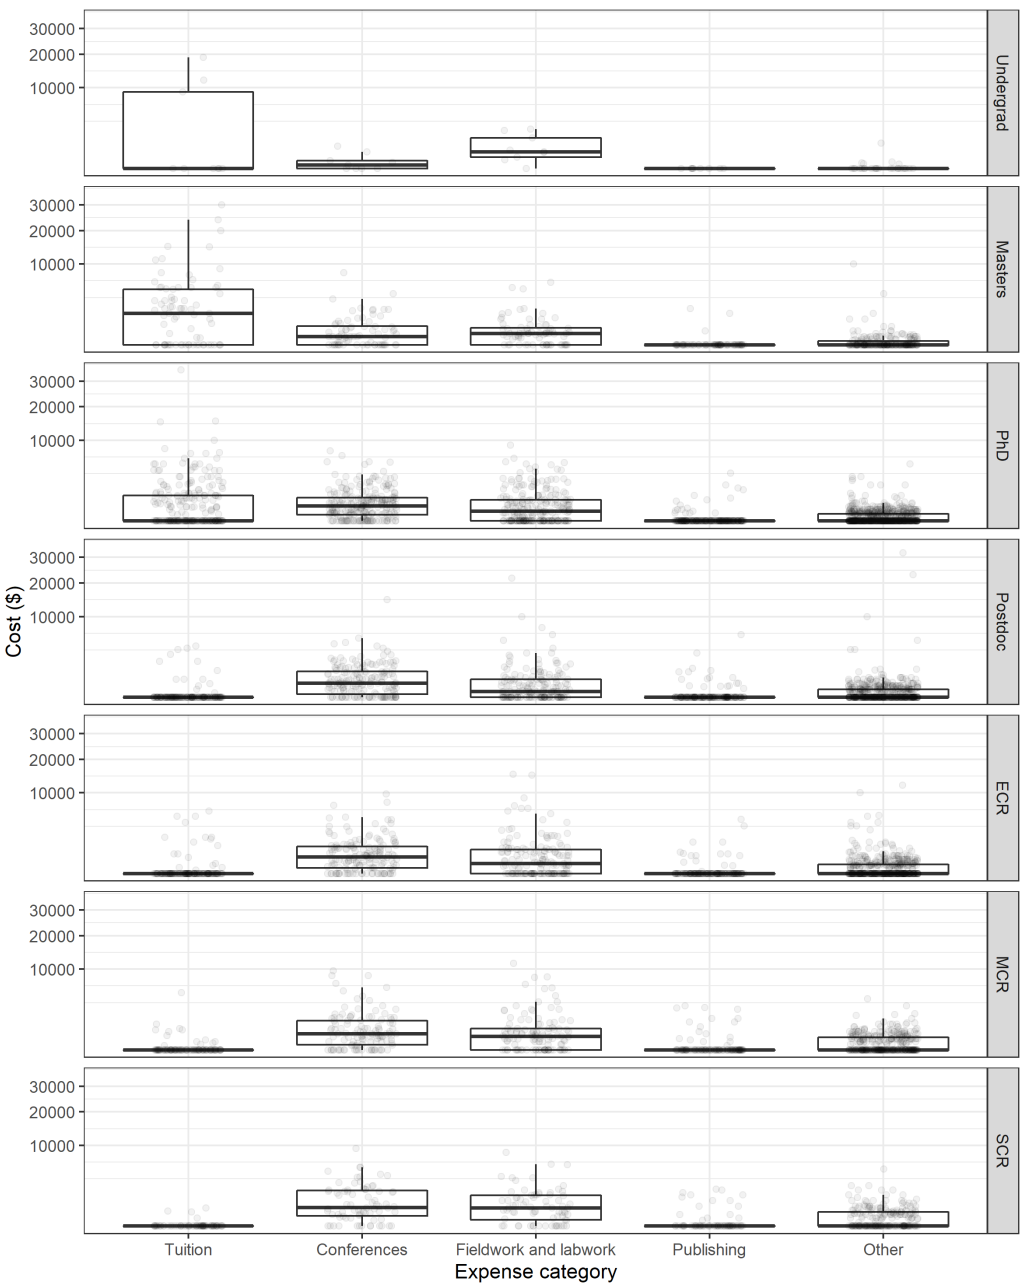 30000
20000
10000
Undergrad
30000
20000
10000
Masters
30000
20000
10000
PhD
30000
20000
10000
Postdoc
30000
20000
10000
ECR
30000
20000
10000
MCR
30000
20000
10000
SCR
Cost ($)
Tuition Conferences Fieldwork and labwork Publishing Other
Expense category